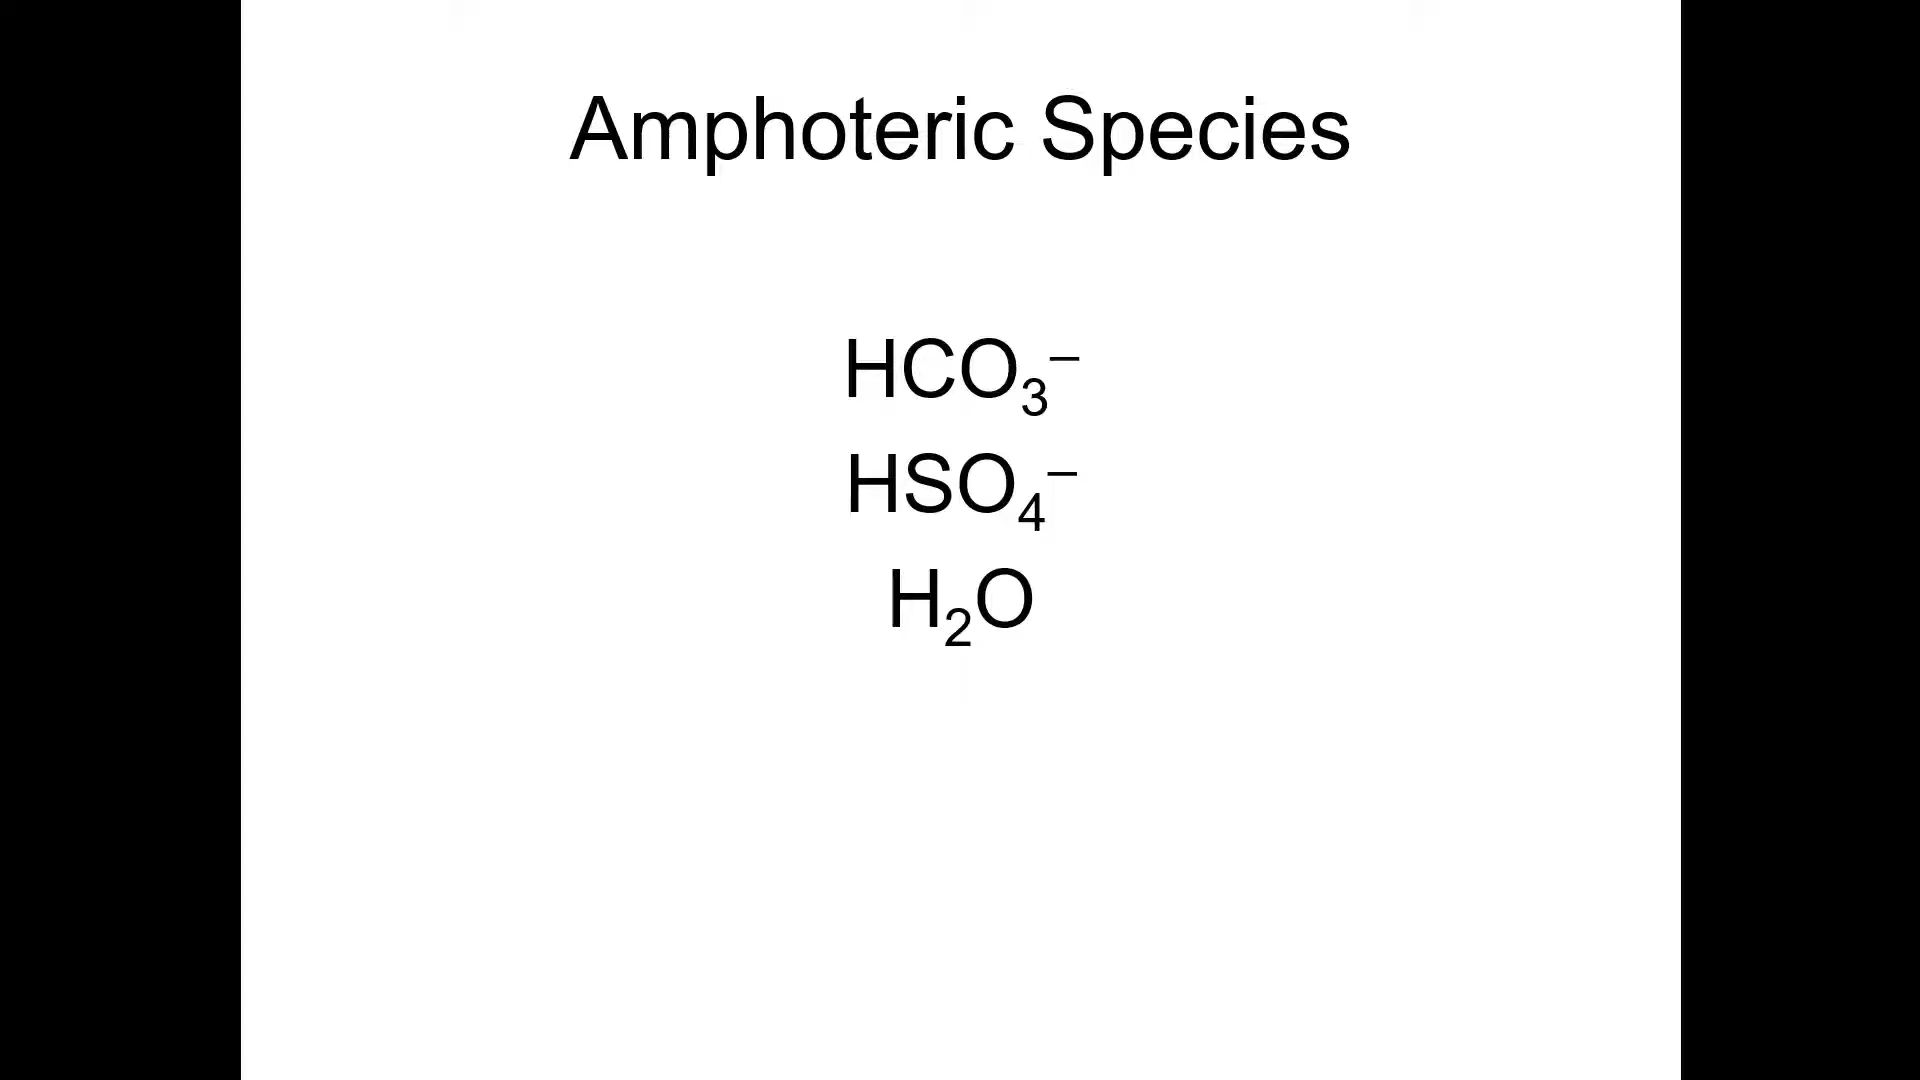 Amphoteric Species
HCO₃⁻
HSO₄⁻
H₂O